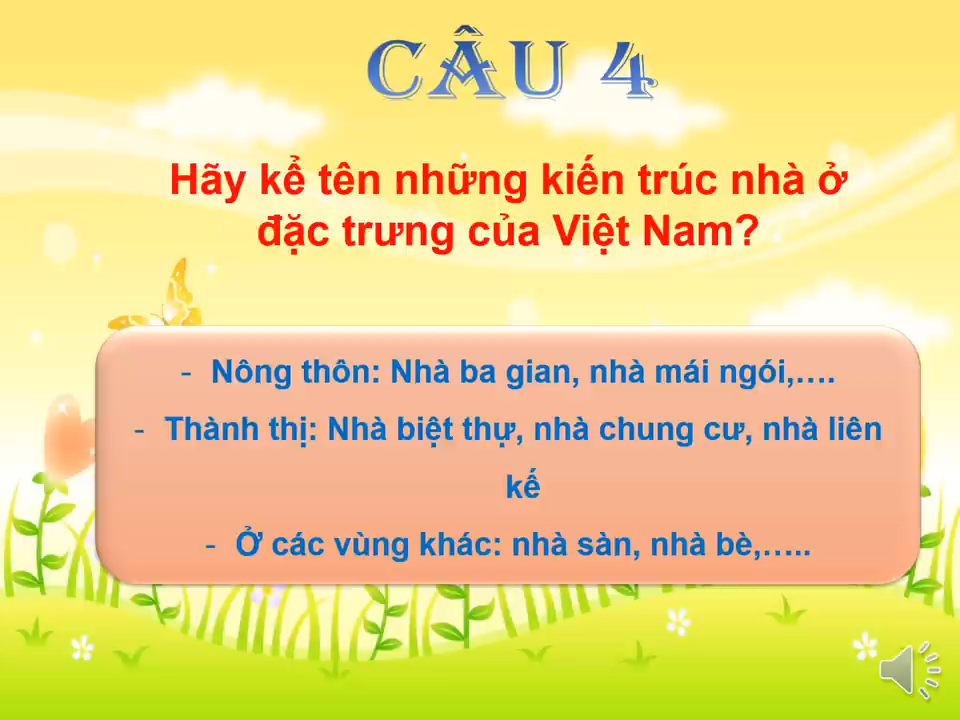 CÂU 4
Hãy kể tên những kiến trúc nhà ở
đặc trưng của Việt Nam?
- Nông thôn: Nhà ba gian, nhà mái ngói,….
- Thành thị: Nhà biệt thự, nhà chung cư, nhà liên
kế
- Ở các vùng khác: nhà sàn, nhà bè,…..